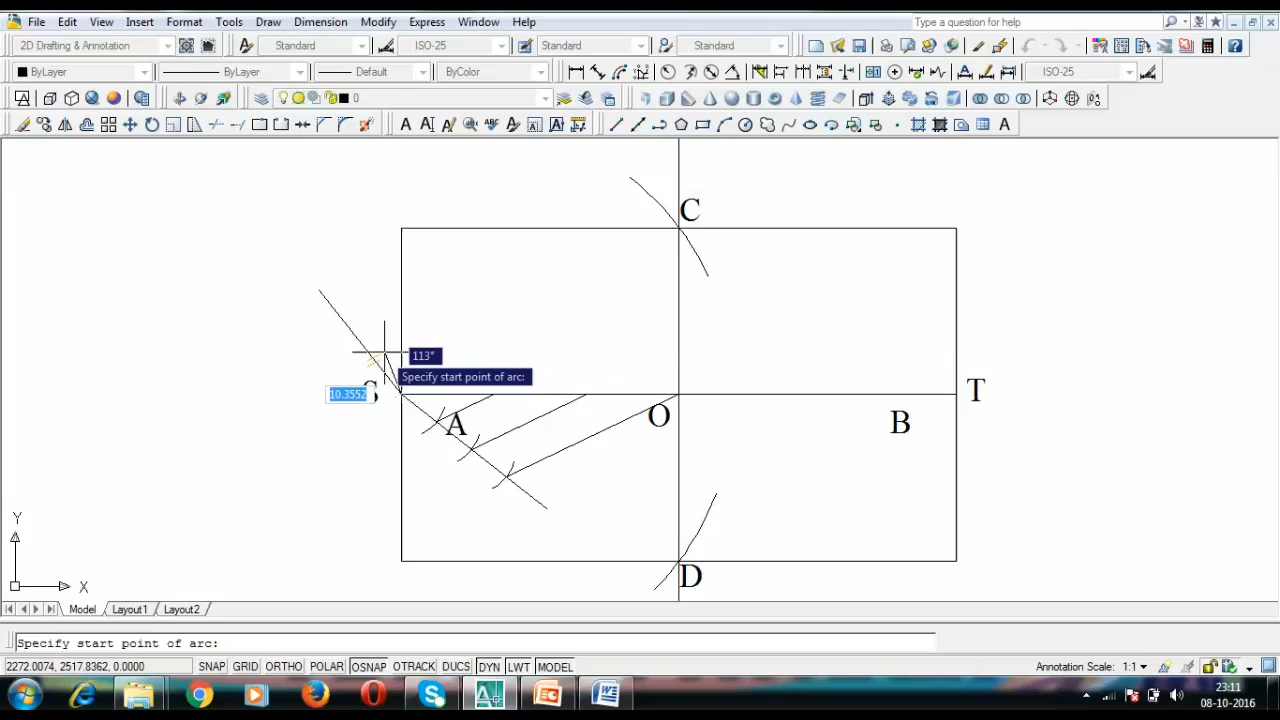 File Edit View Insert Format Tools Draw Dimension Modify Express Window Help Type a question for help
2D Drafting & Annotation Standard ISO-25 Standard Standard
ByLayer ByLayer Default ByColor ISO-25
0
C
113°
Specify start point of arc:
10.3552 S
T
A
O
B
D
Y
X
Model Layout1 Layout2
Specify start point of arc:
2272.0074, 2517.8362, 0.0000 SNAP GRID ORTHO POLAR OSNAP OTRACK DUCS DYN LWT MODEL Annotation Scale: 1:1
23:11
08-10-2016